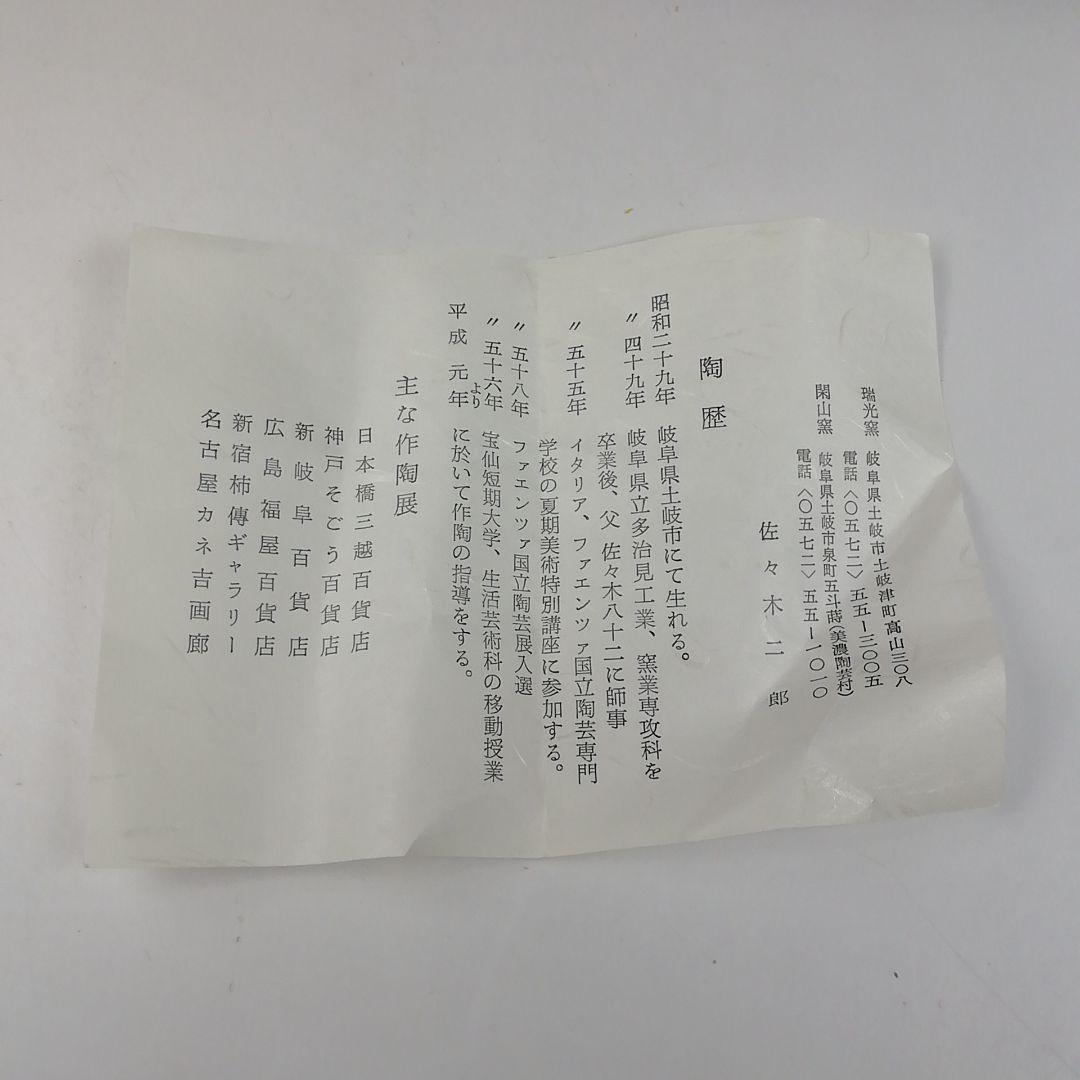 瑞光窯 岐阜県土岐市土岐津町高山三〇八
電話〈〇五七二〉五五ー三〇〇五
閑山窯 岐阜県土岐市泉町五斗蒔(美濃陶芸村)
電話〈〇五七二〉五五ー一〇一〇
佐々木二郎
陶歴
昭和二十九年 岐阜県土岐市にて生れる。
〃四十九年 岐阜県立多治見工業、窯業専攻科を
卒業後、父 佐々木八十二に師事
〃五十五年 イタリア、ファエンツァ国立陶芸専門
学校の夏期美術特別講座に参加する。
〃五十八年 ファエンツァ国立陶芸展入選
〃五十六年より 宝仙短期大学、生活芸術科の移動授業
平成元年 に於いて作陶の指導をする。
主な作陶展
日本橋三越百貨店
神戸そごう百貨店
新岐阜百貨店
広島福屋百貨店
新宿柿傳ギャラリー
名古屋カネ吉画廊